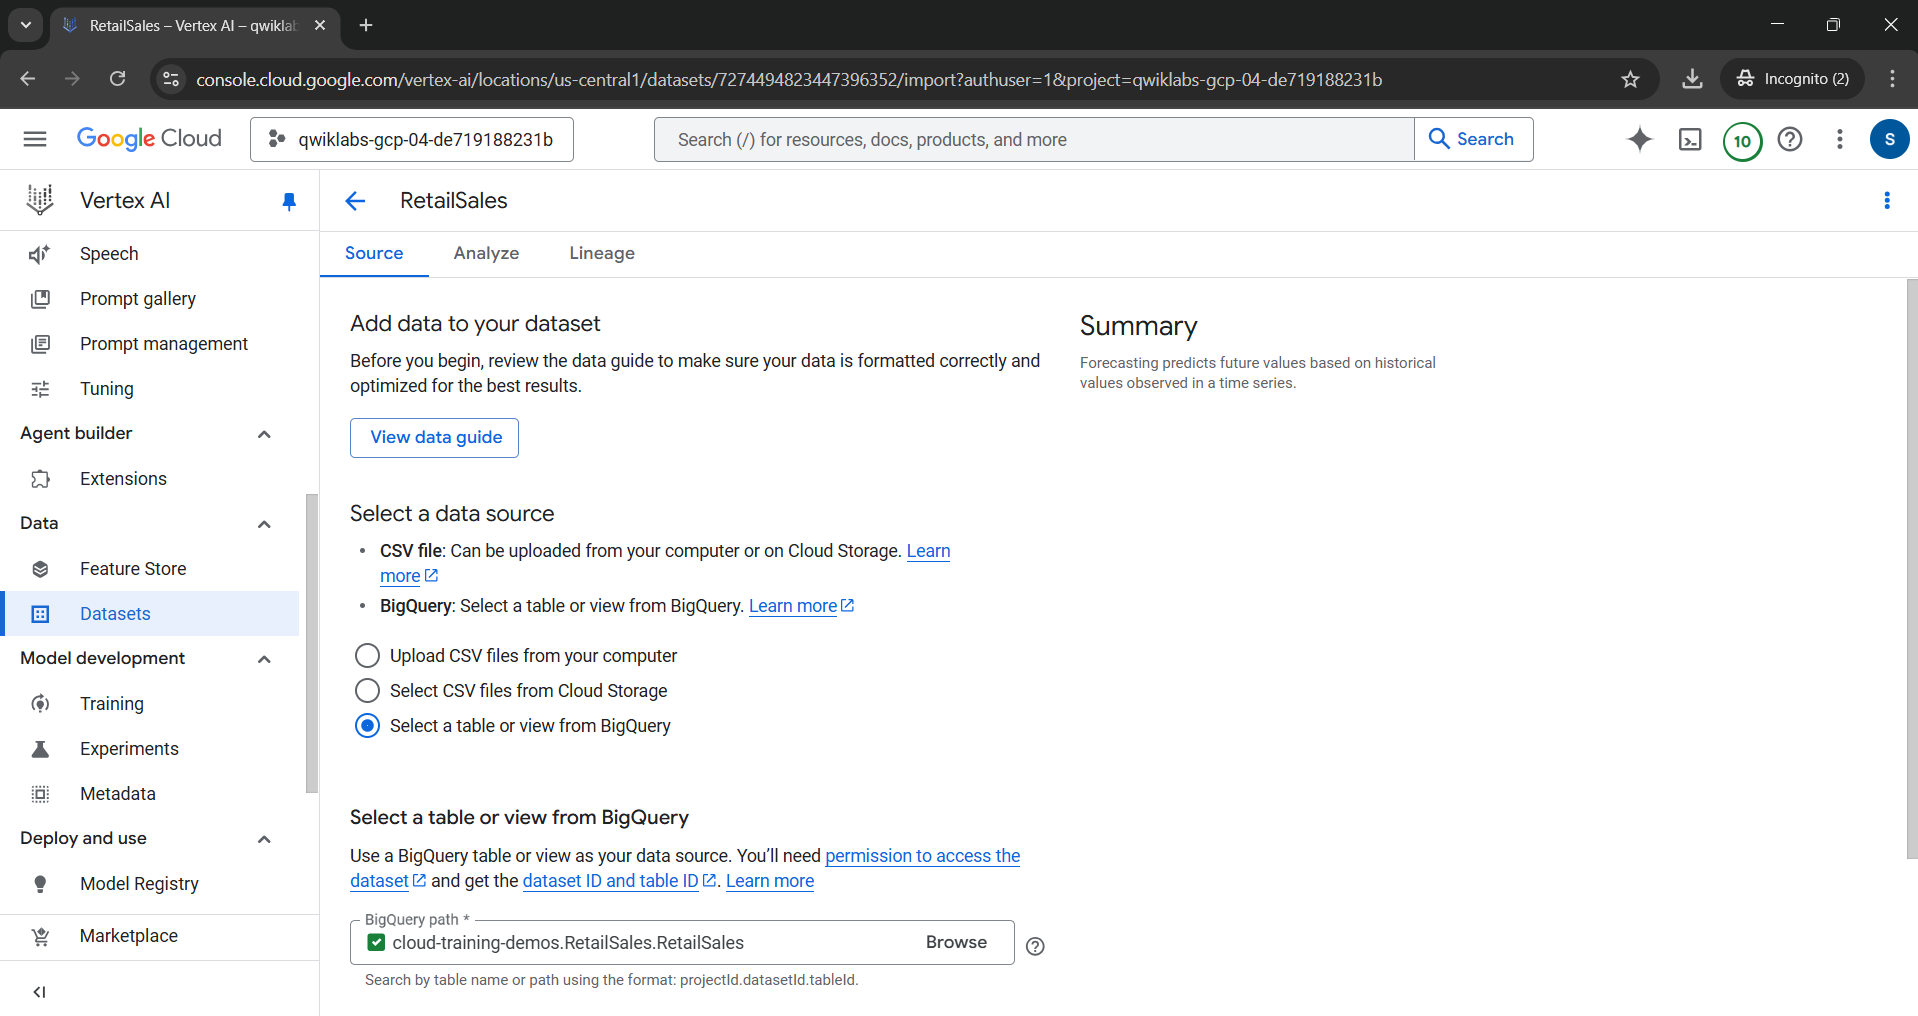 RetailSales – Vertex AI – qwiklab
console.cloud.google.com/vertex-ai/locations/us-central1/datasets/7274494823447396352/import?authuser=1&project=qwiklabs-gcp-04-de719188231b
Incognito (2)
Google Cloud
qwiklabs-gcp-04-de719188231b
Search (/) for resources, docs, products, and more
Search
10
S
Vertex AI
Speech
Prompt gallery
Prompt management
Tuning
Agent builder
Extensions
Data
Feature Store
Datasets
Model development
Training
Experiments
Metadata
Deploy and use
Model Registry
Marketplace
RetailSales
Source
Analyze
Lineage
Add data to your dataset
Before you begin, review the data guide to make sure your data is formatted correctly and
optimized for the best results.
View data guide
Select a data source
• CSV file: Can be uploaded from your computer or on Cloud Storage. Learn
more
• BigQuery: Select a table or view from BigQuery. Learn more
Upload CSV files from your computer
Select CSV files from Cloud Storage
Select a table or view from BigQuery
Select a table or view from BigQuery
Use a BigQuery table or view as your data source. You’ll need permission to access the
dataset and get the dataset ID and table ID. Learn more
BigQuery path *
cloud-training-demos.RetailSales.RetailSales
Browse
Search by table name or path using the format: projectId.datasetId.tableId.
Summary
Forecasting predicts future values based on historical
values observed in a time series.